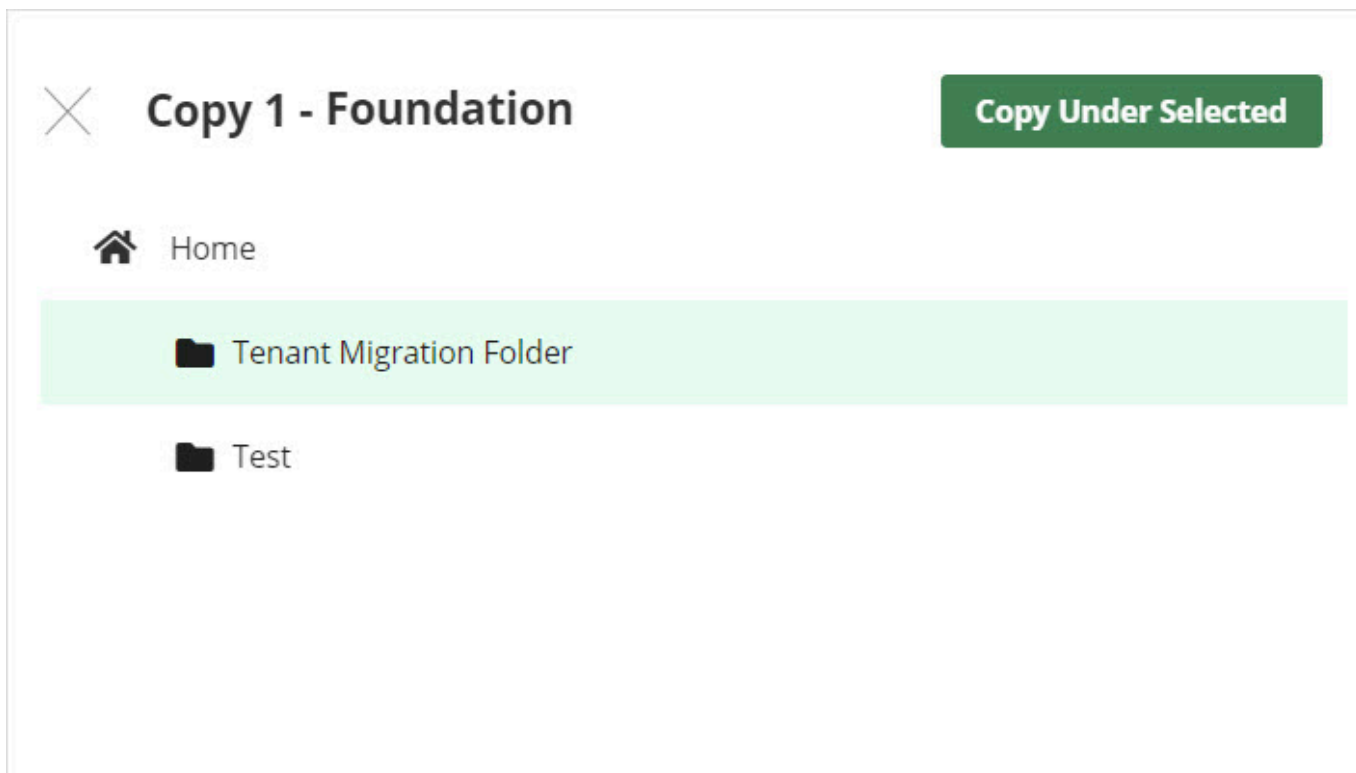 Copy 1 - Foundation
Copy Under Selected
Home
Tenant Migration Folder
Test